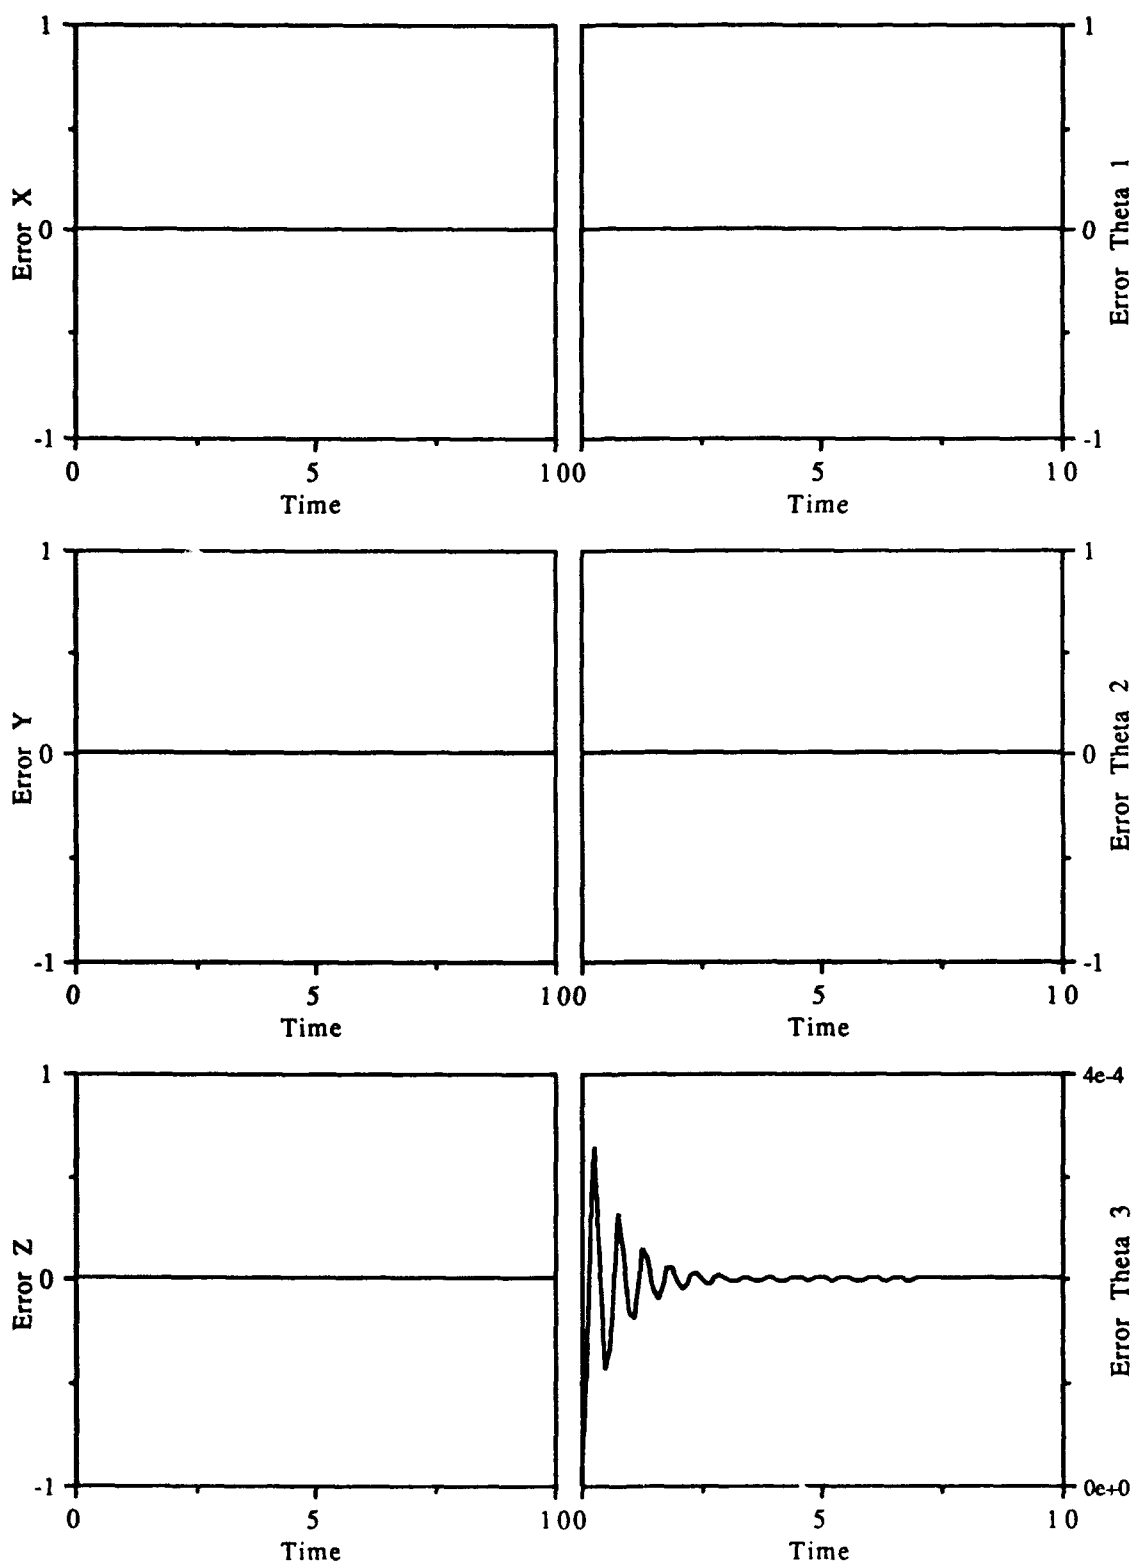 1 1
Error X 0 0 Error Theta 1
-1 -1
0 5 100 5 10
Time Time
1 1
Error Y 0 0 Error Theta 2
-1 -1
0 5 100 5 10
Time Time
1 4e-4
Error Z 0 Error Theta 3
-1 0e+0
0 5 100 5 10
Time Time